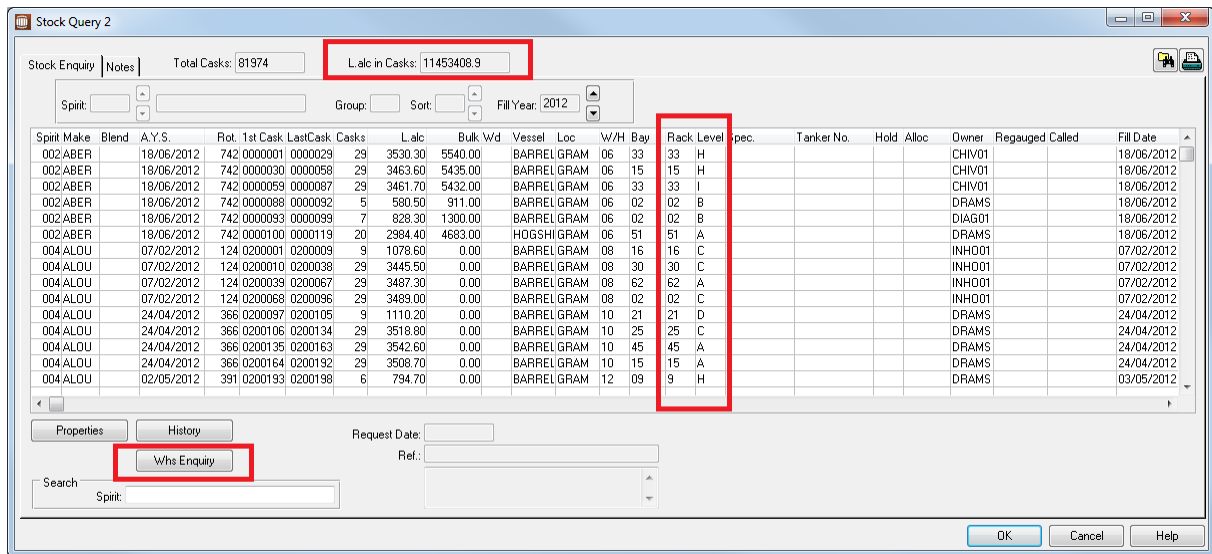 Stock Query 2
Stock Enquiry Notes Total Casks: 81974 L.alc in Casks: 11453408.9
Spirit: Group: Sort: Fill Year: 2012
Spirit Make Blend A.Y.S. Rot. 1st Cask LastCask Casks L.alc Bulk Wd Vessel Loc W/H Bay Rack Level Spec. Tanker No. Hold Alloc Owner Regauged Called Fill Date
002 ABER 18/06/2012 742 0000001 0000029 29 3530.30 5540.00 BARREL GRAM 06 33 33 H CHIV01 18/06/2012
002 ABER 18/06/2012 742 0000030 0000058 29 3463.60 5435.00 BARREL GRAM 06 15 15 H CHIV01 18/06/2012
002 ABER 18/06/2012 742 0000059 0000087 29 3461.70 5432.00 BARREL GRAM 06 33 33 I CHIV01 18/06/2012
002 ABER 18/06/2012 742 0000088 0000092 5 580.50 911.00 BARREL GRAM 06 02 02 B DRAMS 18/06/2012
002 ABER 18/06/2012 742 0000093 0000099 7 828.30 1300.00 BARREL GRAM 06 02 02 B DIAG01 18/06/2012
002 ABER 18/06/2012 742 0000100 0000119 20 2984.40 4683.00 HOGSHI GRAM 06 51 51 A DRAMS 18/06/2012
004 ALOU 07/02/2012 124 0200001 0200009 9 1078.60 0.00 BARREL GRAM 08 16 16 C INHO01 07/02/2012
004 ALOU 07/02/2012 124 0200010 0200038 29 3445.50 0.00 BARREL GRAM 08 30 30 C INHO01 07/02/2012
004 ALOU 07/02/2012 124 0200039 0200067 29 3487.30 0.00 BARREL GRAM 08 62 62 A INHO01 07/02/2012
004 ALOU 07/02/2012 124 0200068 0200096 29 3489.00 0.00 BARREL GRAM 08 02 02 C INHO01 07/02/2012
004 ALOU 24/04/2012 366 0200097 0200105 9 1110.20 0.00 BARREL GRAM 10 21 21 D DRAMS 24/04/2012
004 ALOU 24/04/2012 366 0200106 0200134 29 3518.80 0.00 BARREL GRAM 10 25 25 C DRAMS 24/04/2012
004 ALOU 24/04/2012 366 0200135 0200163 29 3542.60 0.00 BARREL GRAM 10 45 45 A DRAMS 24/04/2012
004 ALOU 24/04/2012 366 0200164 0200192 29 3508.70 0.00 BARREL GRAM 10 15 15 A DRAMS 24/04/2012
004 ALOU 02/05/2012 391 0200193 0200198 6 794.70 0.00 BARREL GRAM 12 09 9 H DRAMS 03/05/2012
Properties History Request Date:
Whs Enquiry Ref.:
Search
Spirit:
OK Cancel Help